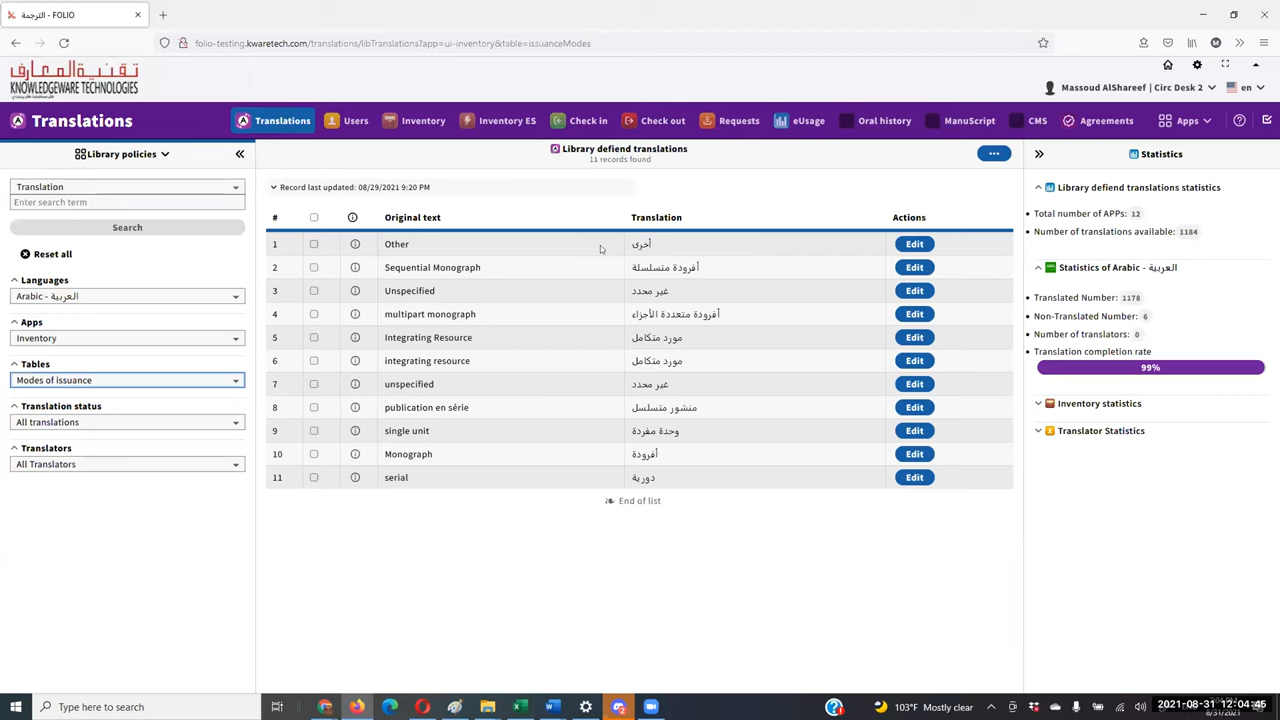 الترجمة - FOLIO
folio-testing.kwaretech.com/translations/libTranslations?app=ui-inventory&table=issuanceModes
تقنية المعارف
KNOWLEDGEWARE TECHNOLOGIES
Massoud AlShareef | Circ Desk 2
en
Translations
Translations
Users
Inventory
Inventory ES
Check in
Check out
Requests
eUsage
Oral history
ManuScript
CMS
Agreements
Apps
Library policies
Translation
Enter search term
Search
Reset all
Languages
Arabic - العربية
Apps
Inventory
Tables
Modes of issuance
Translation status
All translations
Translators
All Translators
Library defiend translations
11 records found
...
Record last updated: 08/29/2021 9:20 PM
# Original text Translation Actions
1 Other أخرى Edit
2 Sequential Monograph أفرودة متسلسلة Edit
3 Unspecified غير محدد Edit
4 multipart monograph أفرودة متعددة الأجزاء Edit
5 Integrating Resource مورد متكامل Edit
6 integrating resource مورد متكامل Edit
7 unspecified غير محدد Edit
8 publication en série منشور متسلسل Edit
9 single unit وحدة مفردة Edit
10 Monograph أفرودة Edit
11 serial دورية Edit
End of list
Statistics
Library defiend translations statistics
Total number of APPs: 12
Number of translations available: 1184
Statistics of Arabic - العربية
Translated Number: 1178
Non-Translated Number: 6
Number of translators: 0
Translation completion rate
99%
Inventory statistics
Translator Statistics
Type here to search
103°F Mostly clear
2021-08-31 12:04:45
8/31/2021